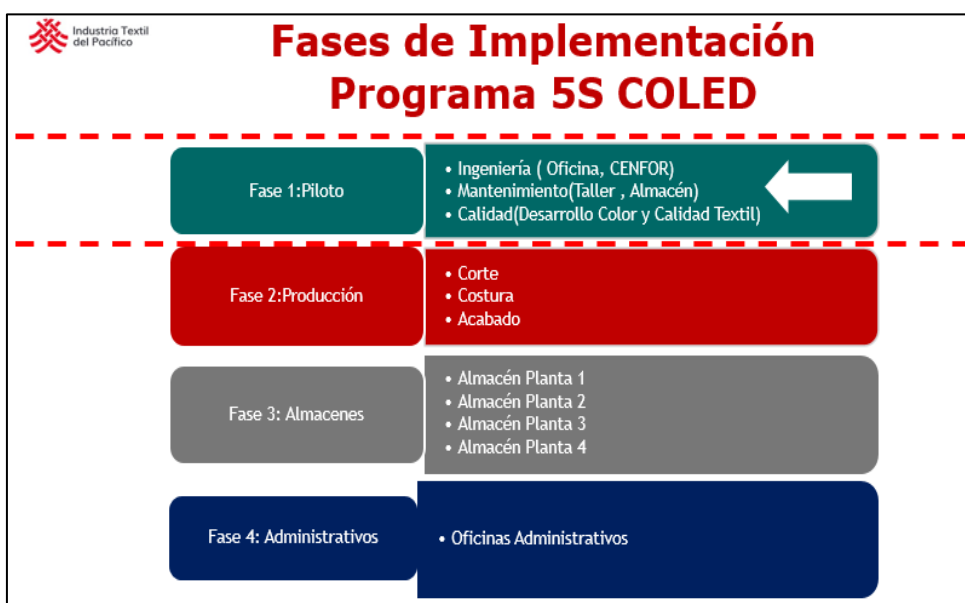 Industria Textil
del Pacífico
Fases de Implementación
Programa 5S COLED
Fase 1:Piloto
• Ingeniería ( Oficina, CENFOR)
• Mantenimiento(Taller , Almacén)
• Calidad(Desarrollo Color y Calidad Textil)
Fase 2:Producción
• Corte
• Costura
• Acabado
Fase 3: Almacenes
• Almacén Planta 1
• Almacén Planta 2
• Almacén Planta 3
• Almacén Planta 4
Fase 4: Administrativos
• Oficinas Administrativos